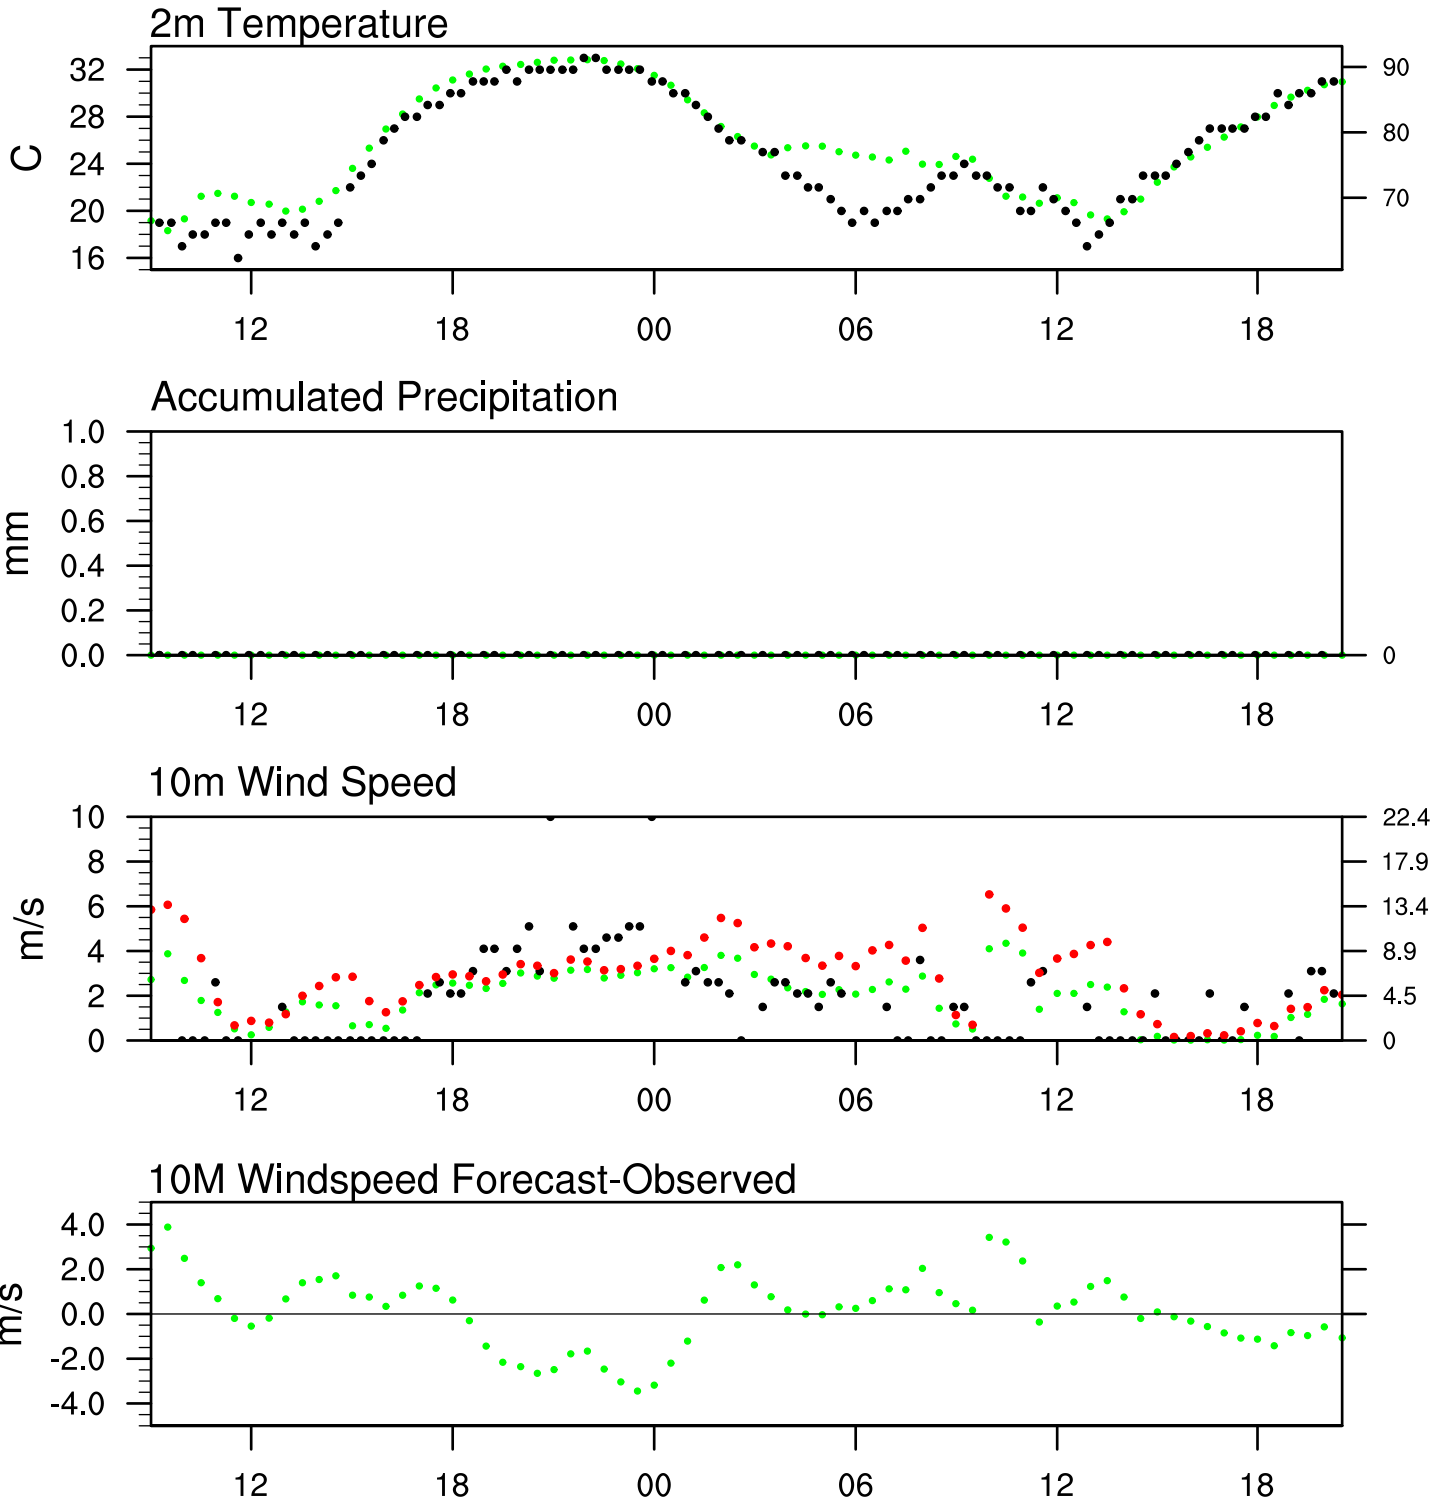 2m Temperature
32
28
24
20
16
C
90
80
70
12 18 00 06 12 18
Accumulated Precipitation
1.0
0.8
0.6
0.4
0.2
0.0
mm
0
12 18 00 06 12 18
10m Wind Speed
10
8
6
4
2
0
m/s
22.4
17.9
13.4
8.9
4.5
0
12 18 00 06 12 18
10M Windspeed Forecast-Observed
4.0
2.0
0.0
-2.0
-4.0
m/s
12 18 00 06 12 18